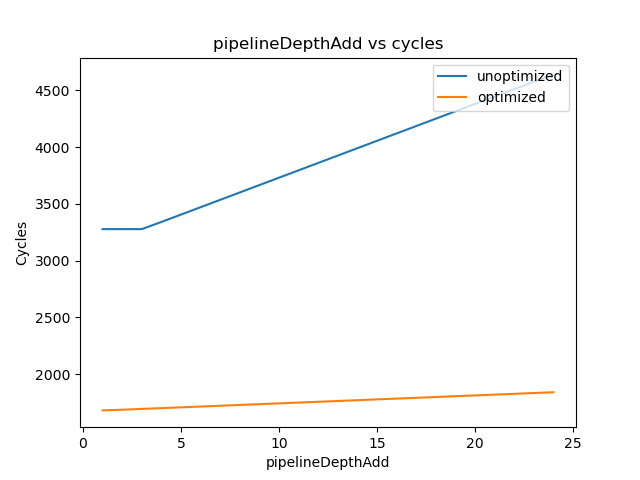 pipelineDepthAdd vs cycles
unoptimized
optimized
Cycles
4500
4000
3500
3000
2500
2000
0 5 10 15 20 25
pipelineDepthAdd